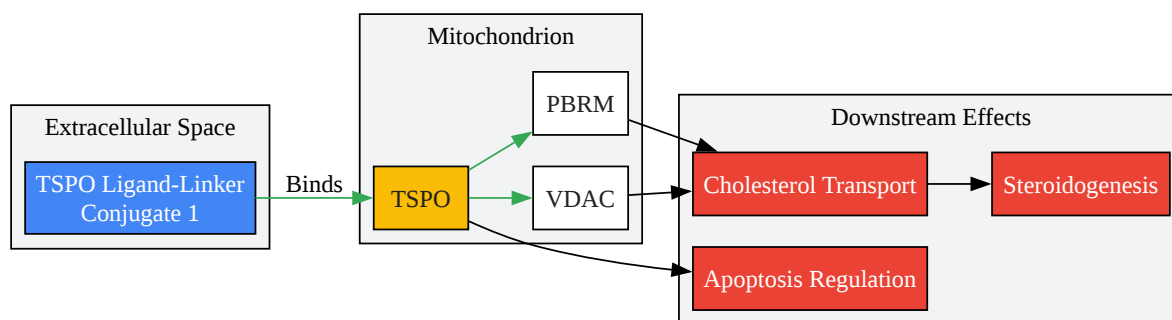 Mitochondrion
PBRM
Downstream Effects
Extracellular Space
TSPO Ligand-Linker
Conjugate 1
Binds
TSPO
VDAC
Cholesterol Transport
Steroidogenesis
Apoptosis Regulation